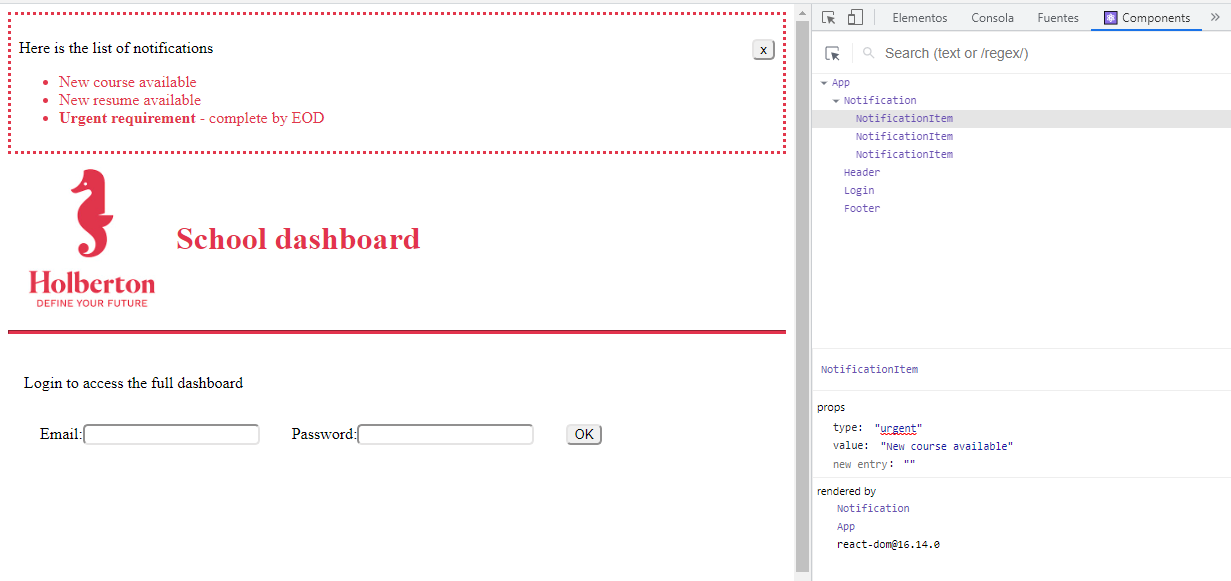 Here is the list of notifications
x
New course available
New resume available
Urgent requirement - complete by EOD
Holberton
DEFINE YOUR FUTURE
School dashboard
Login to access the full dashboard
Email:
Password:
OK
Elementos
Consola
Fuentes
Components
»
Search (text or /regex/)
App
Notification
NotificationItem
NotificationItem
NotificationItem
Header
Login
Footer
NotificationItem
props
type: "urgent"
value: "New course available"
new entry: ""
rendered by
Notification
App
react-dom@16.14.0